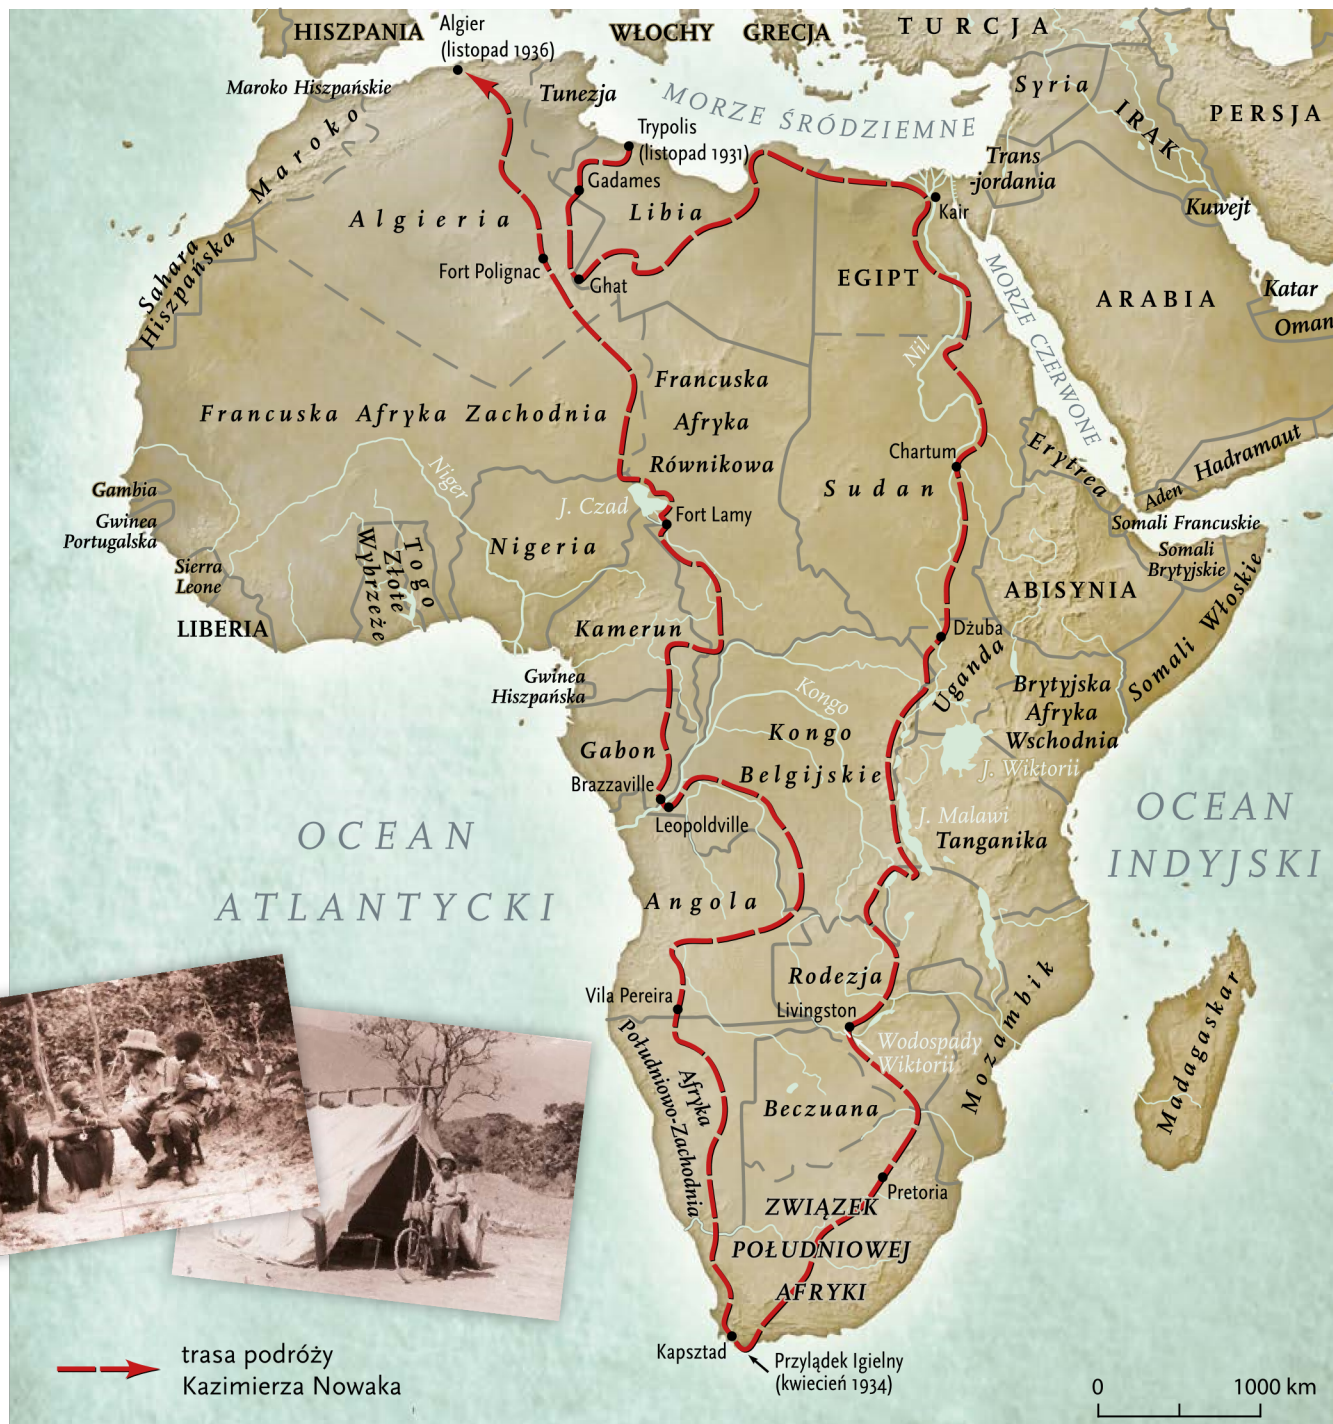 HISZPANIA
Algier
(listopad 1936)
WŁOCHY
GRECJA
TURCJA
Maroko Hiszpańskie
Tunezja
MORZE ŚRÓDZIEMNE
Syria
IRAK
PERSJA
Maroko
Trypolis
(listopad 1931)
Gadames
Trans
-jordania
Kuwejt
Algieria
Libia
Kair
Sahara
Hiszpańska
Fort Polignac
Ghat
EGIPT
MORZE CZERWONE
ARABIA
Katar
Oman
Nil
Francuska Afryka Zachodnia
Francuska
Afryka
Równikowa
Chartum
Erytrea
Hadramaut
Aden
Gambia
Gwinea
Portugalska
Niger
J. Czad
Fort Lamy
Sudan
Somali Francuskie
Somali
Brytyjskie
Sierra
Leone
Wybrzeże
Złote
Togo
Nigeria
ABISYNIA
Somali Włoskie
LIBERIA
Kamerun
Dżuba
Gwinea
Hiszpańska
Uganda
Brytyjska
Afryka
Wschodnia
Kongo
Gabon
Kongo
Belgijskie
J. Wiktorii
Brazzaville
Leopoldville
J. Malawi
Tanganika
OCEAN
ATLANTYCKI
OCEAN
INDYJSKI
Angola
Rodezja
Vila Pereira
Livingston
Wodospady
Wiktorii
Mozambik
Madagaskar
Afryka
Południowo-Zachodnia
Beczuana
Pretoria
ZWIĄZEK
POŁUDNIOWEJ
AFRYKI
Kapsztad
Przylądek Igielny
(kwiecień 1934)
trasa podróży
Kazimierza Nowaka
0 1000 km